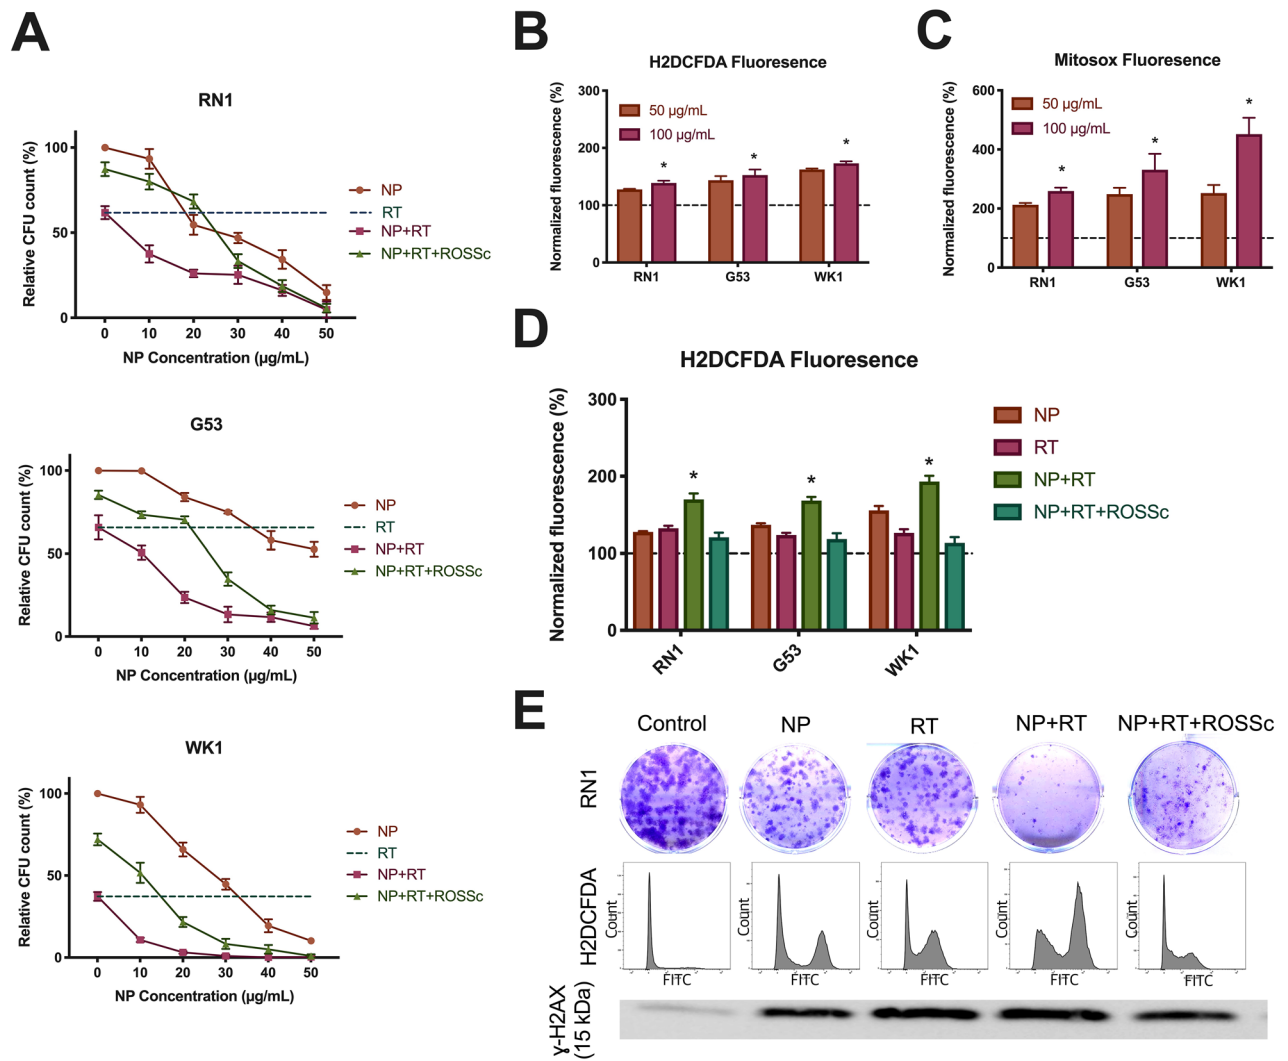 A
RN1
Relative CFU count (%)
100
50
0
0 10 20 30 40 50
NP Concentration (µg/mL)
NP
RT
NP+RT
NP+RT+ROSSc
G53
Relative CFU count (%)
100
50
0
0 10 20 30 40 50
NP Concentration (µg/mL)
NP
RT
NP+RT
NP+RT+ROSSc
WK1
Relative CFU count (%)
100
50
0
0 10 20 30 40 50
NP Concentration (µg/mL)
NP
RT
NP+RT
NP+RT+ROSSc
B
H2DCFDA Fluoresence
Normalized fluorescence (%)
300
200
100
0
50 µg/mL
100 µg/mL
* * *
RN1 G53 WK1
C
Mitosox Fluoresence
Normalized fluorescence (%)
600
400
200
0
50 µg/mL
100 µg/mL
* * *
RN1 G53 WK1
D
H2DCFDA Fluoresence
Normalized fluorescence (%)
300
200
100
0
* * *
RN1 G53 WK1
NP
RT
NP+RT
NP+RT+ROSSc
E
Control NP RT NP+RT NP+RT+ROSSc
RN1
H2DCFDA
Count Count Count Count Count
FITC FITC FITC FITC FITC
ɣ-H2AX
(15 kDa)